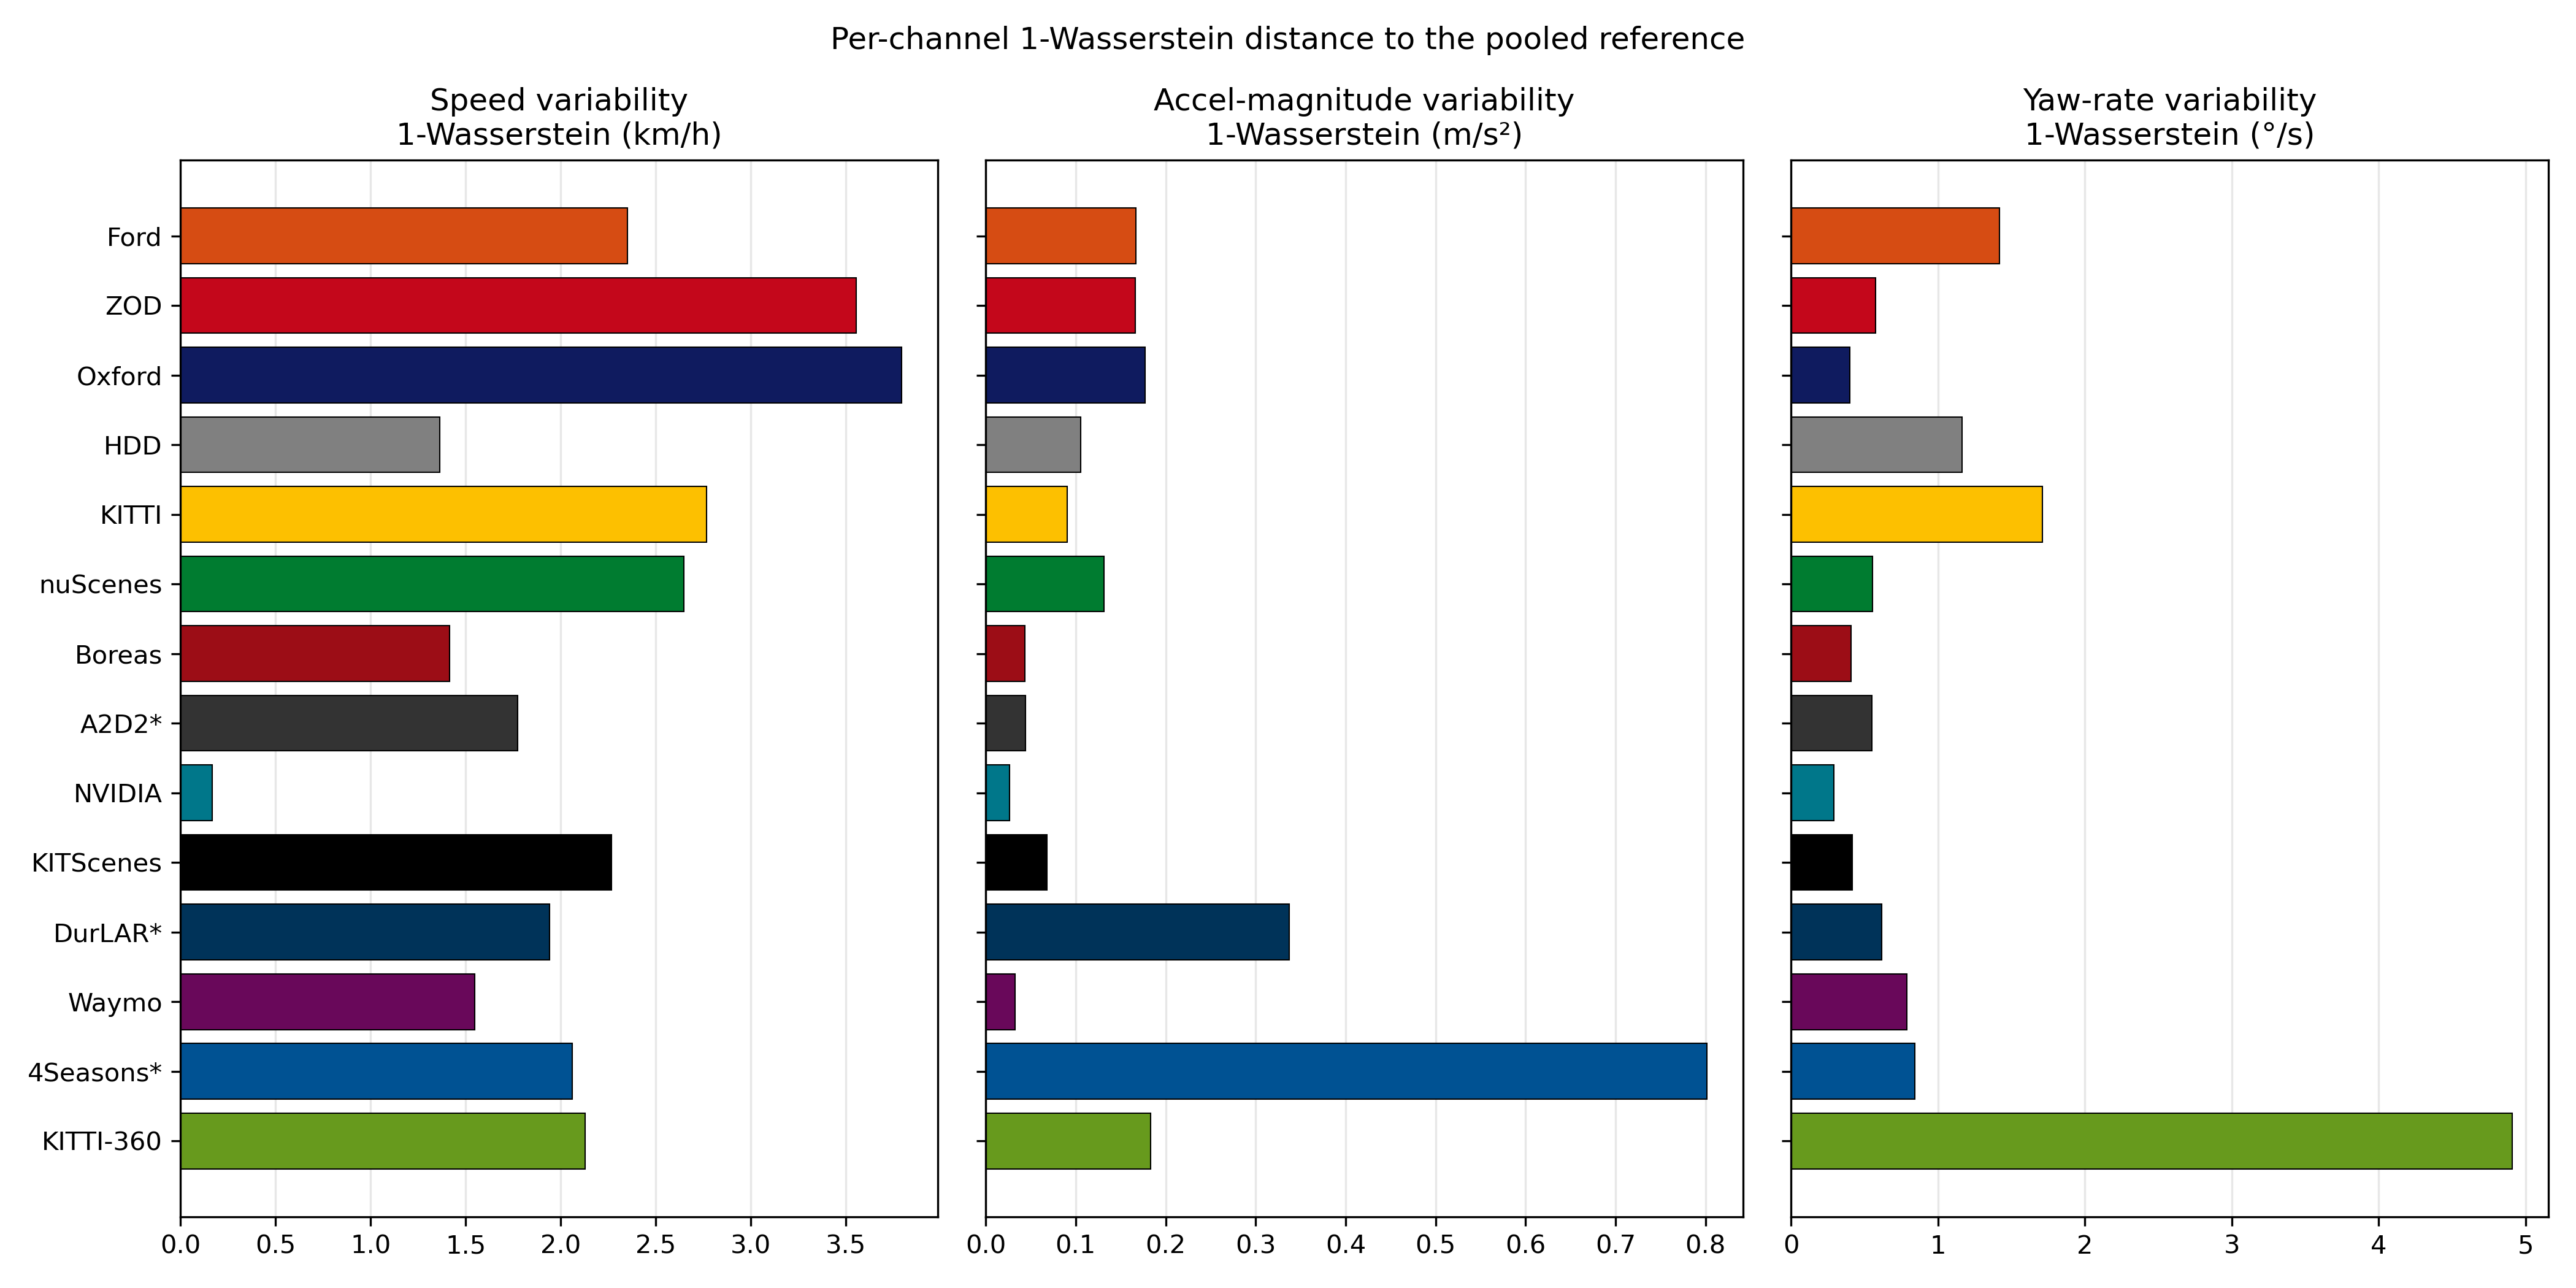 Per-channel 1-Wasserstein distance to the pooled reference
Speed variability
1-Wasserstein (km/h)
Accel-magnitude variability
1-Wasserstein (m/s²)
Yaw-rate variability
1-Wasserstein (°/s)
Ford
ZOD
Oxford
HDD
KITTI
nuScenes
Boreas
A2D2*
NVIDIA
KITScenes
DurLAR*
Waymo
4Seasons*
KITTI-360
0.0 0.5 1.0 1.5 2.0 2.5 3.0 3.5
0.0 0.1 0.2 0.3 0.4 0.5 0.6 0.7 0.8
0 1 2 3 4 5